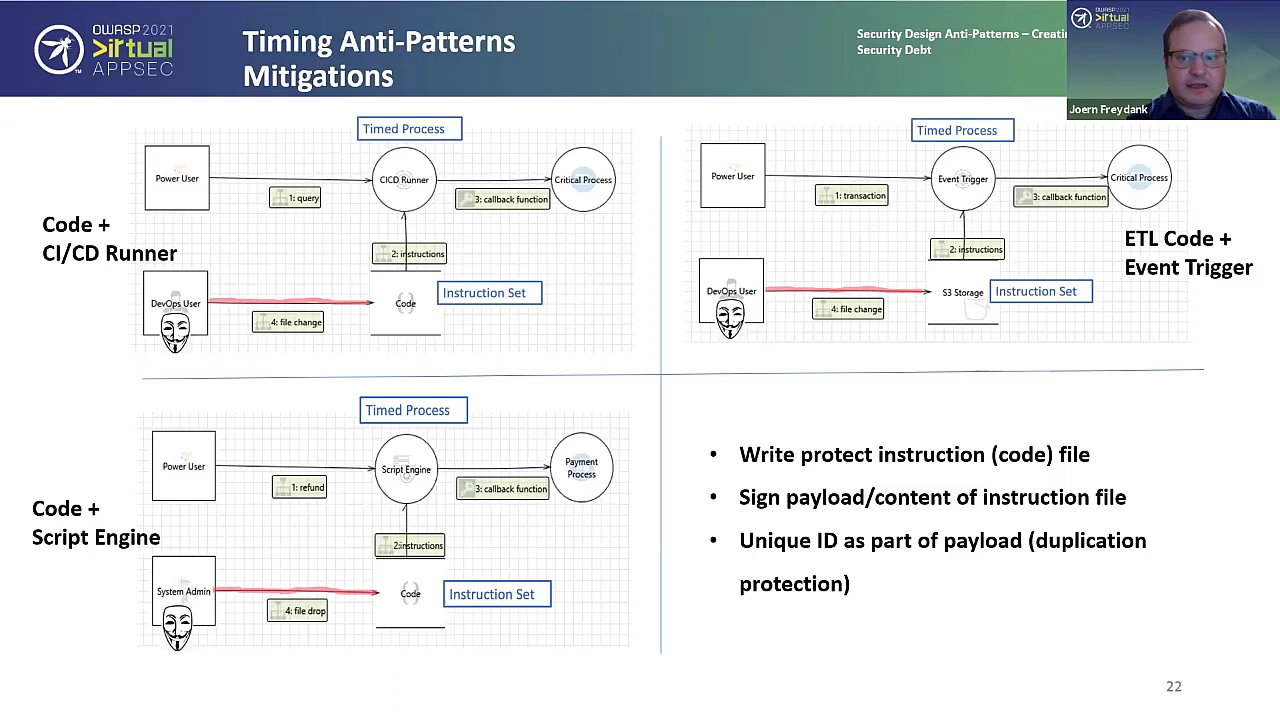 OWASP 2021
>irtual
APPSEC
Timing Anti-Patterns
Mitigations
Security Design Anti-Patterns – Creatin
Security Debt
OWASP 2021
>irtual
APPSEC
Joern Freydank
Timed Process
Power User
CICD Runner
Critical Process
1: query
3: callback function
Code +
CI/CD Runner
2: instructions
DevOps User
Code
Instruction Set
4: file change
Timed Process
Power User
Event Trigger
Critical Process
1: transaction
3: callback function
ETL Code +
Event Trigger
2: instructions
DevOps User
S3 Storage
Instruction Set
4: file change
Timed Process
Power User
Script Engine
Payment
Process
1: refund
3: callback function
Code +
Script Engine
2:instructions
System Admin
Code
Instruction Set
4: file drop
• Write protect instruction (code) file
• Sign payload/content of instruction file
• Unique ID as part of payload (duplication
protection)
22